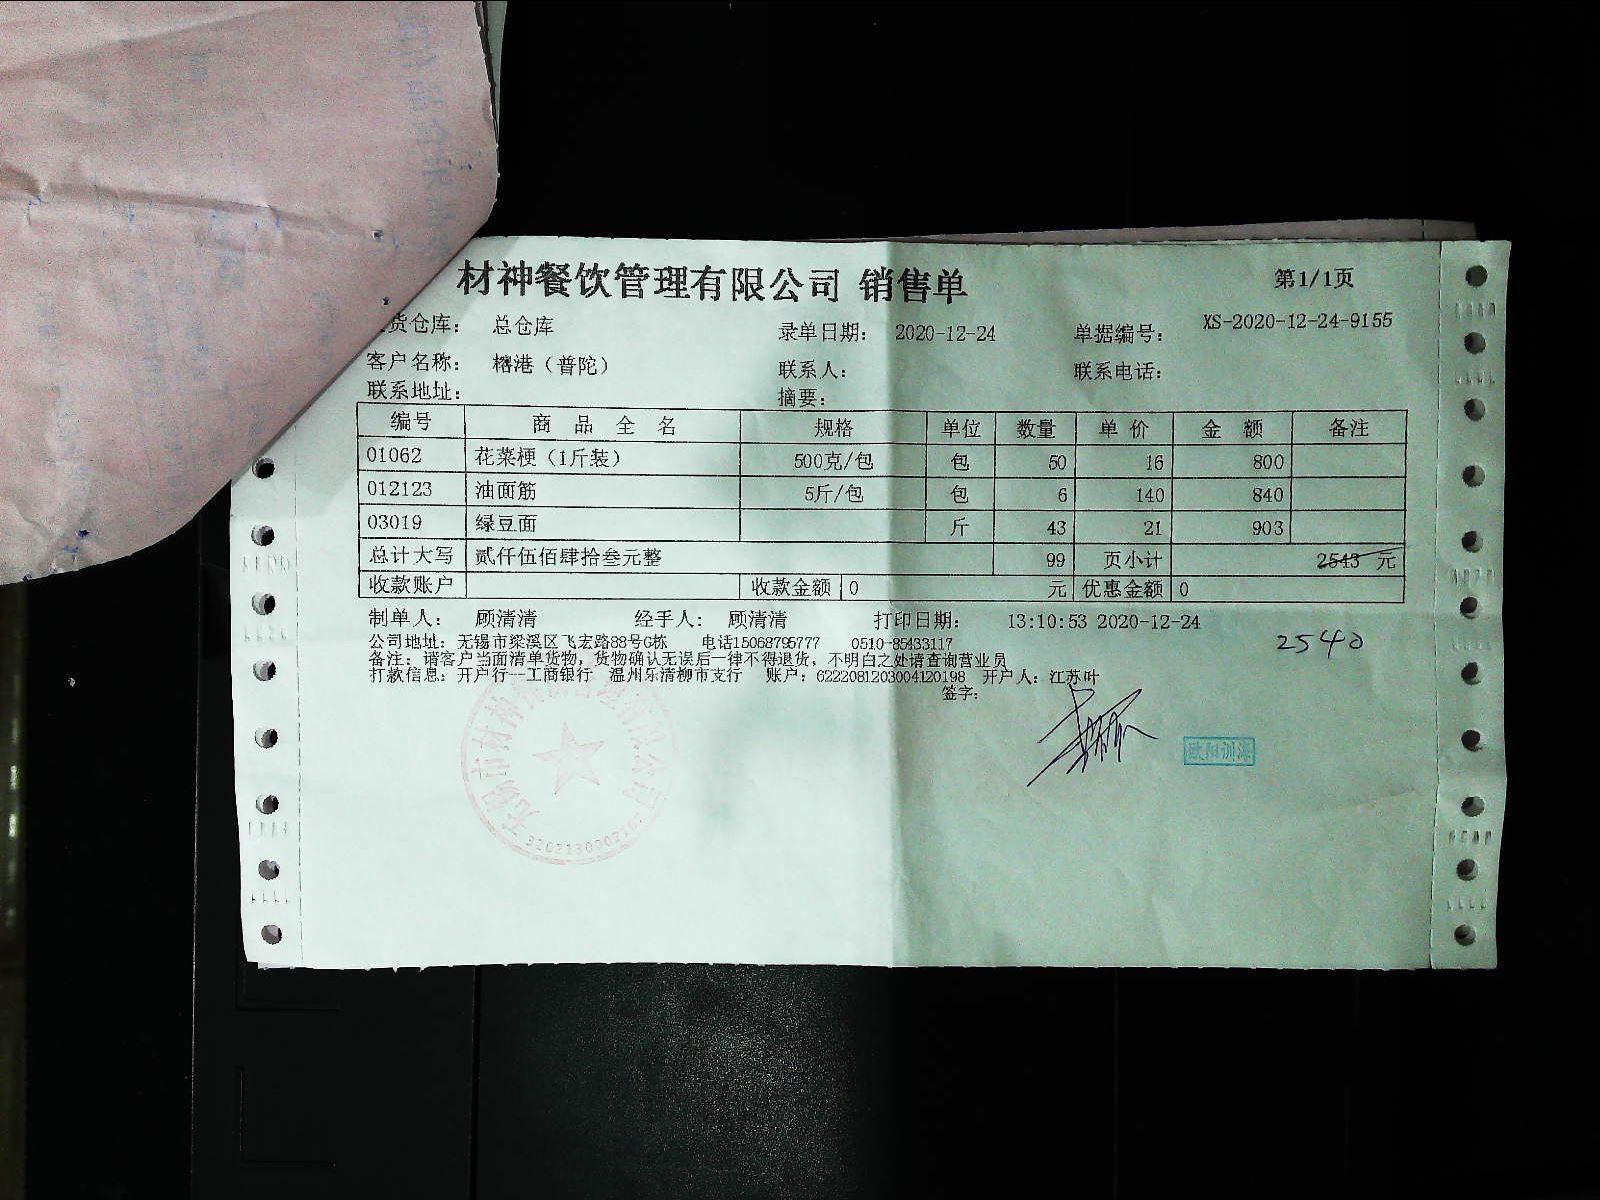 材神餐饮管理有限公司 销售单 第1/1页
货仓库： 总仓库 录单日期： 2020-12-24 单据编号： XS-2020-12-24-9155
客户名称： 榕港（普陀） 联系人： 联系电话：
联系地址： 摘要：
编号 商 品 全 名 规格 单位 数量 单 价 金 额 备注
01062 花菜梗（1斤装） 500克/包 包 50 16 800
012123 油面筋 5斤/包 包 6 140 840
03019 绿豆面 斤 43 21 903
总计大写 贰仟伍佰肆拾叁元整 99 页小计 2543 元
收款账户 收款金额 0 元 优惠金额 0
制单人： 顾清清 经手人： 顾清清 打印日期： 13:10:53 2020-12-24
2540
公司地址： 无锡市梁溪区飞宏路88号G栋 电话15068795777 0510-85433117
备注： 请客户当面清单货物，货物确认无误后一律不得退货，不明白之处请查询营业员
打款信息： 开户行--工商银行 温州乐清柳市支行 账户：6222081203004120198 开户人：江苏叶
签字：
欧阳训海